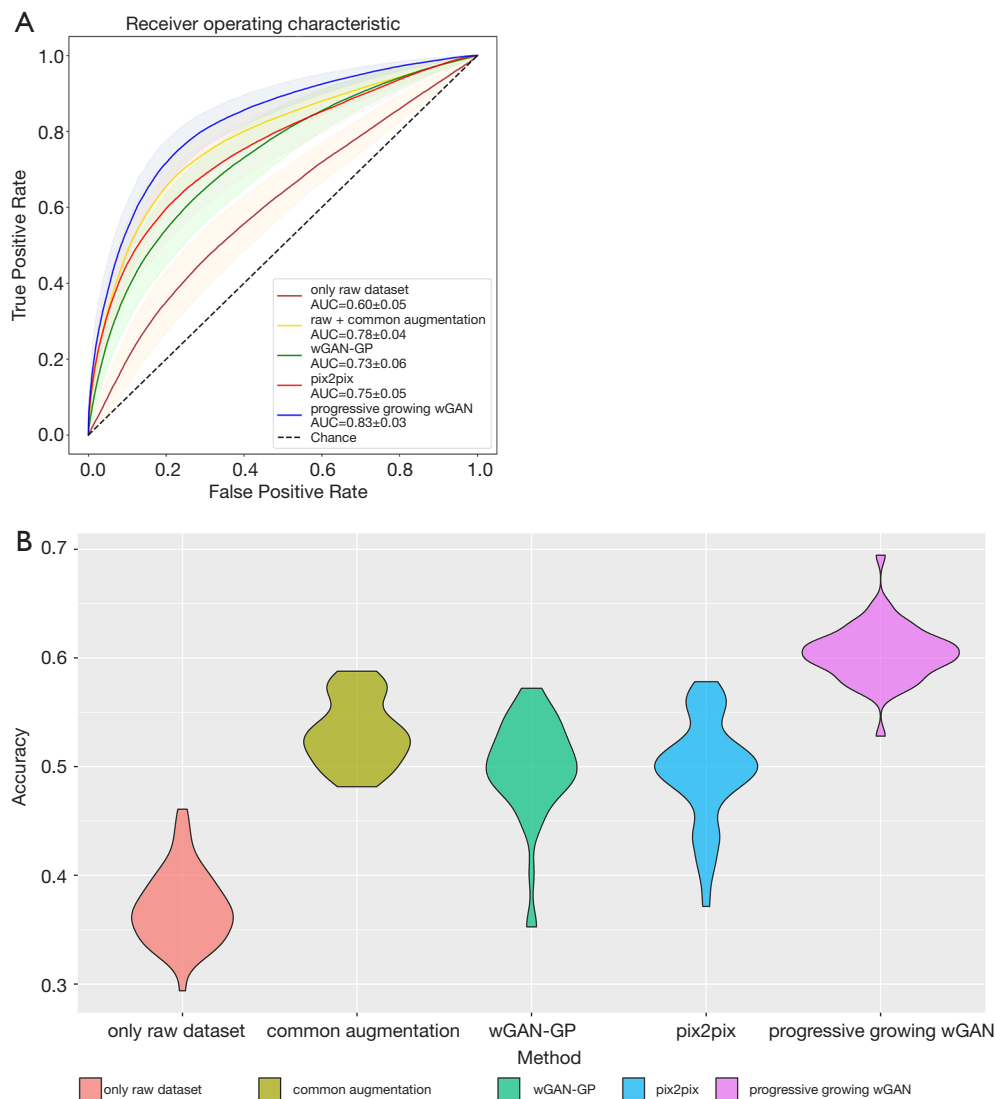 A
Receiver operating characteristic
True Positive Rate
1.0
0.8
0.6
0.4
0.2
0.0
only raw dataset
AUC=0.60±0.05
raw + common augmentation
AUC=0.78±0.04
wGAN-GP
AUC=0.73±0.06
pix2pix
AUC=0.75±0.05
progressive growing wGAN
AUC=0.83±0.03
Chance
0.0 0.2 0.4 0.6 0.8 1.0
False Positive Rate
B
Accuracy
0.7
0.6
0.5
0.4
0.3
only raw dataset common augmentation wGAN-GP pix2pix progressive growing wGAN
Method
only raw dataset common augmentation wGAN-GP pix2pix progressive growing wGAN